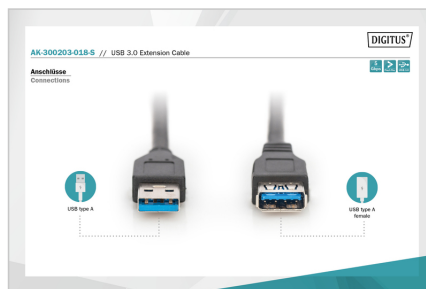 DIGITUS®
AK-300203-018-S // USB 3.0 Extension Cable
Anschlüsse
Connections
USB type A
USB type A
female